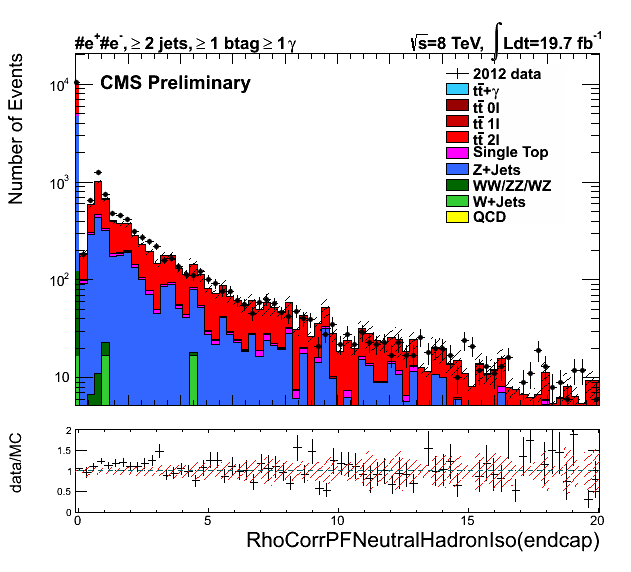 #e⁺#e⁻, ≥ 2 jets, ≥ 1 btag ≥ 1 γ √s=8 TeV, ∫ Ldt=19.7 fb⁻¹
CMS Preliminary
Number of Events
10⁴
10³
10²
10
2012 data
tt̄+γ
tt̄ 0l
tt̄ 1l
tt̄ 2l
Single Top
Z+Jets
WW/ZZ/WZ
W+Jets
QCD
data/MC
2
1.5
1
0.5
0
0 5 10 15 20
RhoCorrPFNeutralHadronIso(endcap)